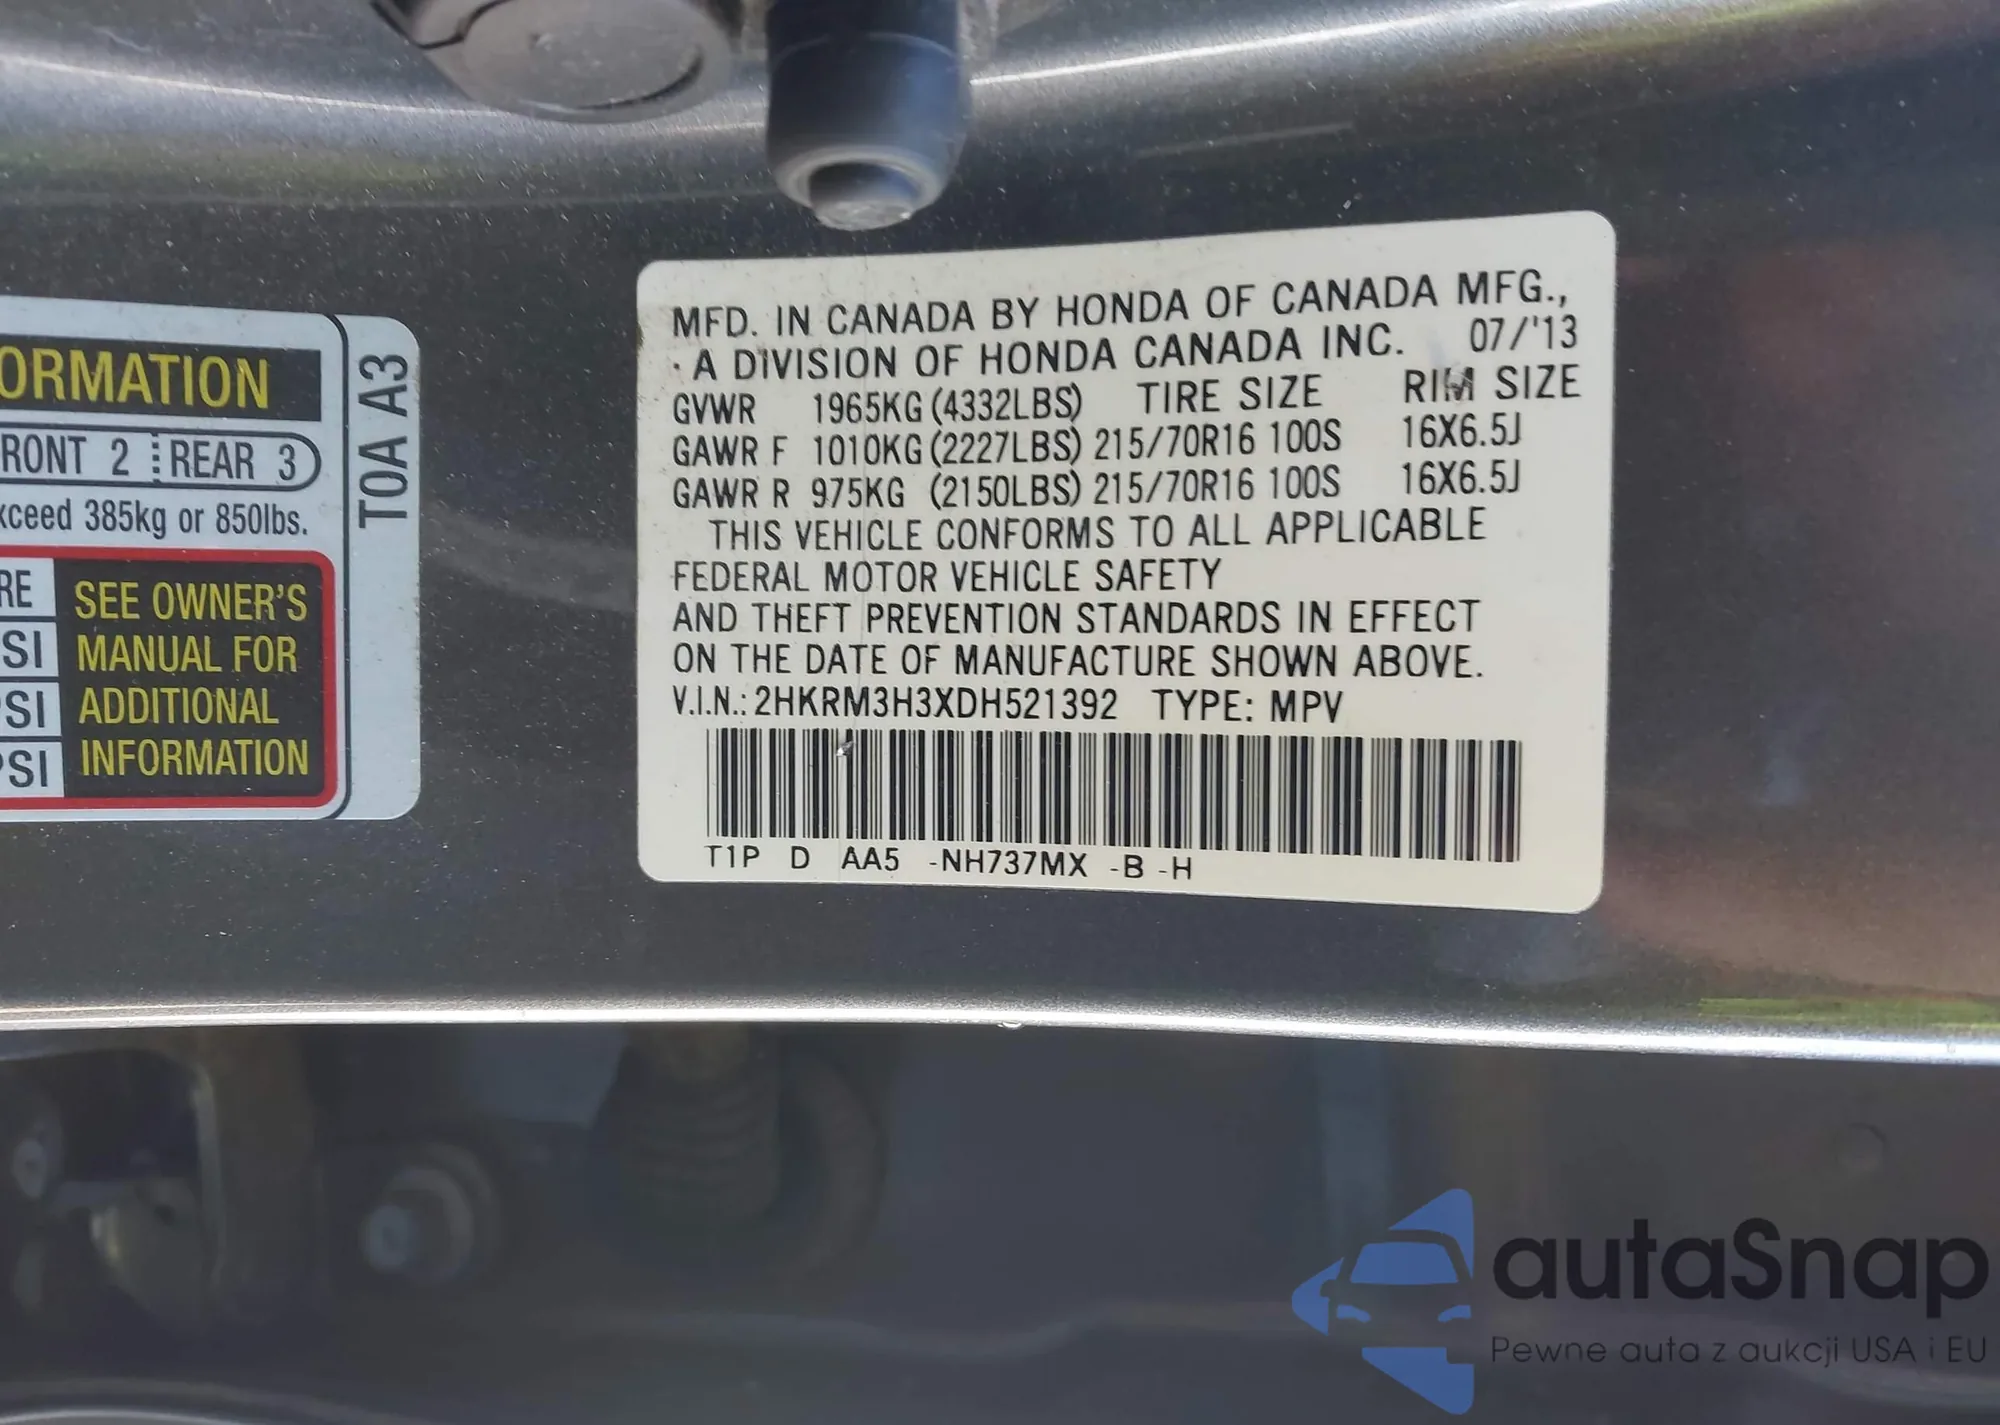 ORMATION
RONT 2 REAR 3
xceed 385kg or 850lbs.
RE
SI
PSI
PSI
SEE OWNER'S
MANUAL FOR
ADDITIONAL
INFORMATION
T0A A3
MFD. IN CANADA BY HONDA OF CANADA MFG.,
A DIVISION OF HONDA CANADA INC. 07/'13
GVWR 1965KG (4332LBS) TIRE SIZE RIM SIZE
GAWR F 1010KG (2227LBS) 215/70R16 100S 16X6.5J
GAWR R 975KG (2150LBS) 215/70R16 100S 16X6.5J
THIS VEHICLE CONFORMS TO ALL APPLICABLE
FEDERAL MOTOR VEHICLE SAFETY
AND THEFT PREVENTION STANDARDS IN EFFECT
ON THE DATE OF MANUFACTURE SHOWN ABOVE.
V.I.N.: 2HKRM3H3XDH521392 TYPE: MPV
T1P D AA5 -NH737MX -B -H
autaSnap
Pewne auta z aukcji USA i EU